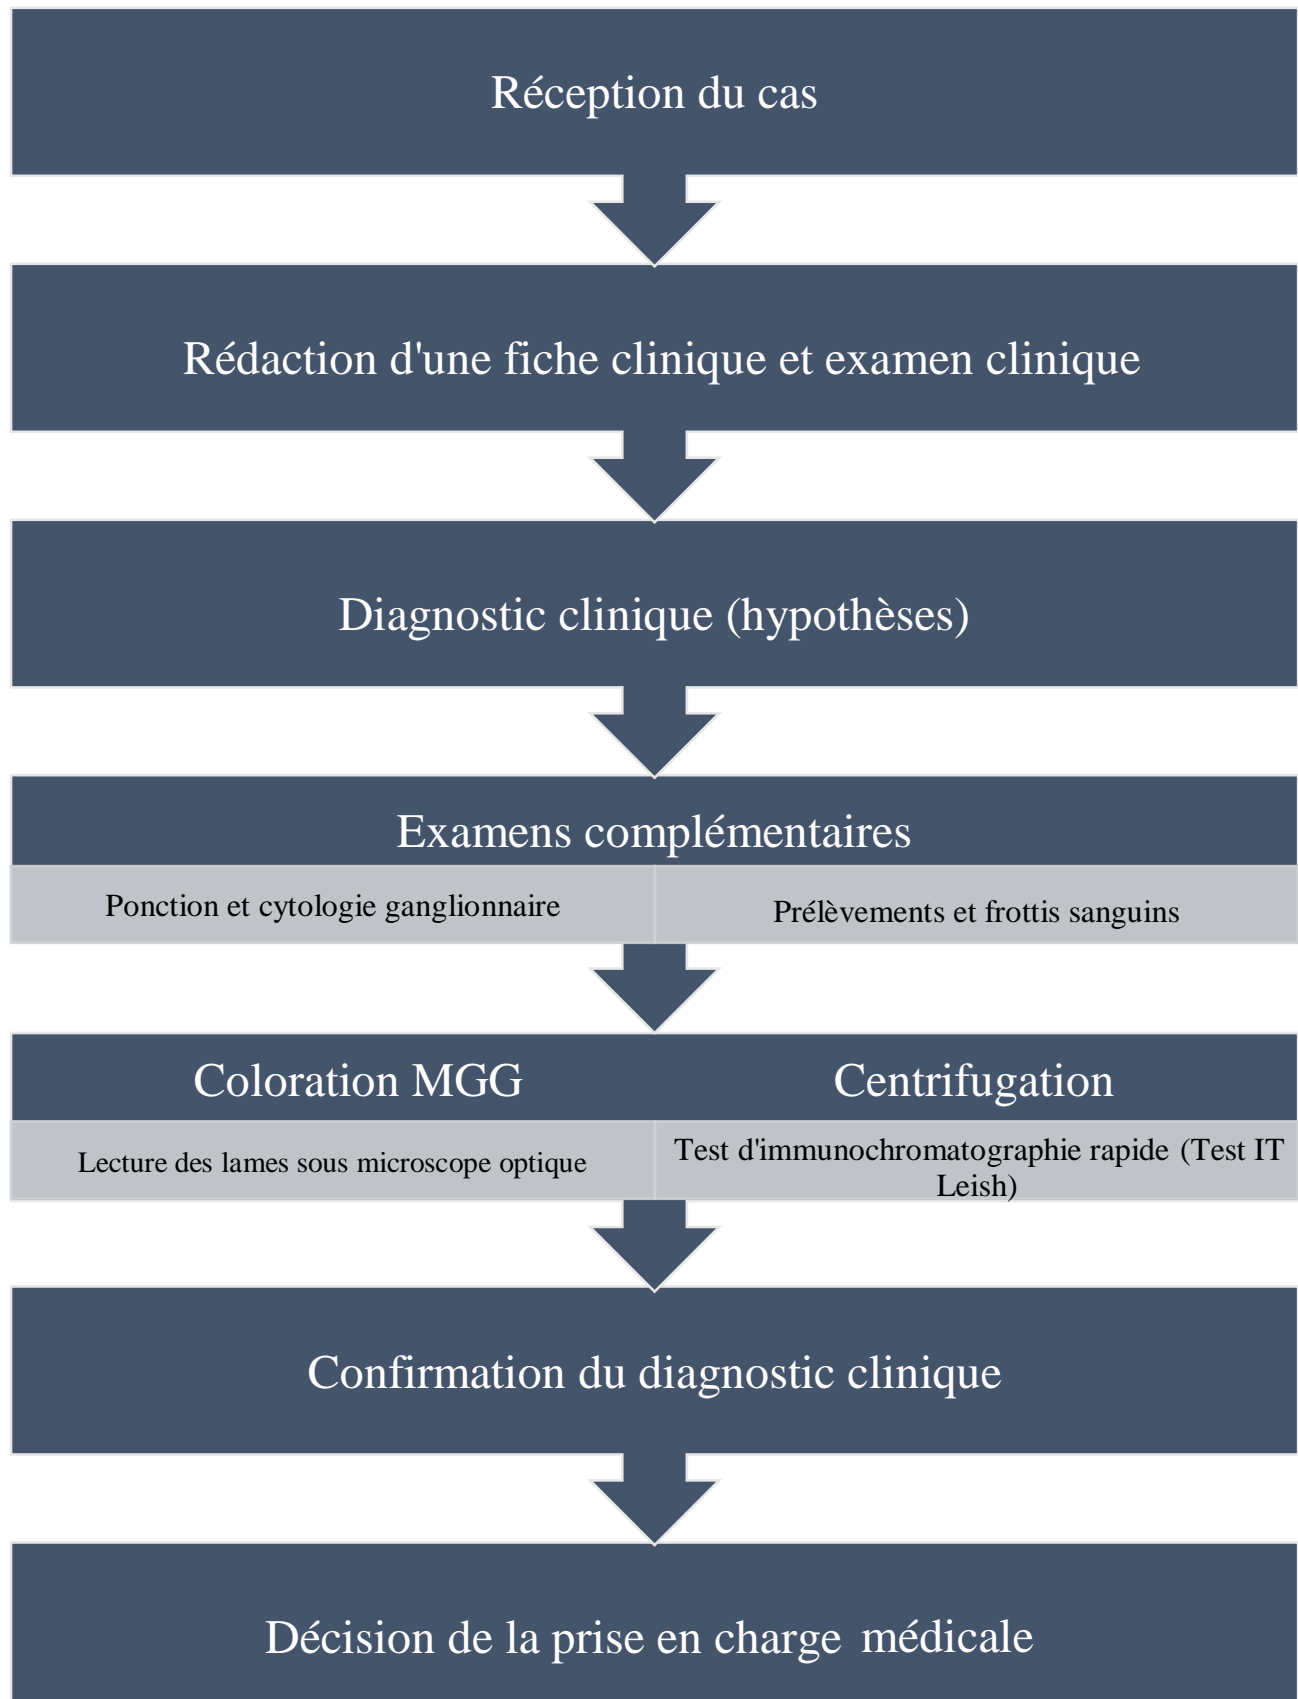 Réception du cas
Rédaction d'une fiche clinique et examen clinique
Diagnostic clinique (hypothèses)
Examens complémentaires
Ponction et cytologie ganglionnaire
Prélèvements et frottis sanguins
Coloration MGG
Centrifugation
Lecture des lames sous microscope optique
Test d'immunochromatographie rapide (Test IT
Leish)
Confirmation du diagnostic clinique
Décision de la prise en charge médicale